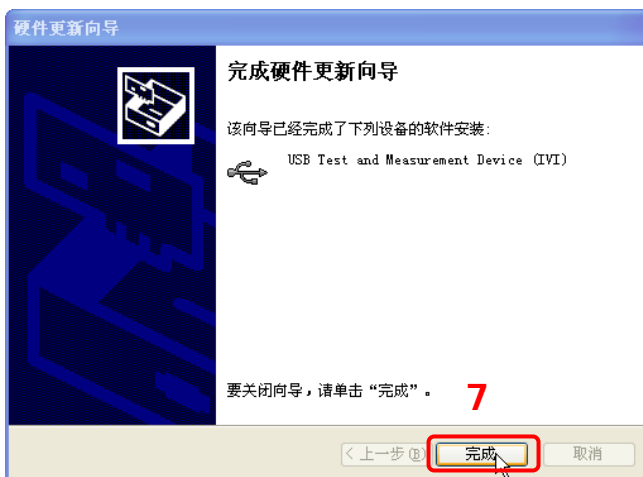 硬件更新向导
完成硬件更新向导
该向导已经完成了下列设备的软件安装:
USB Test and Measurement Device (IVI)
要关闭向导，请单击“完成”。
7
< 上一步(B)
完成
取消